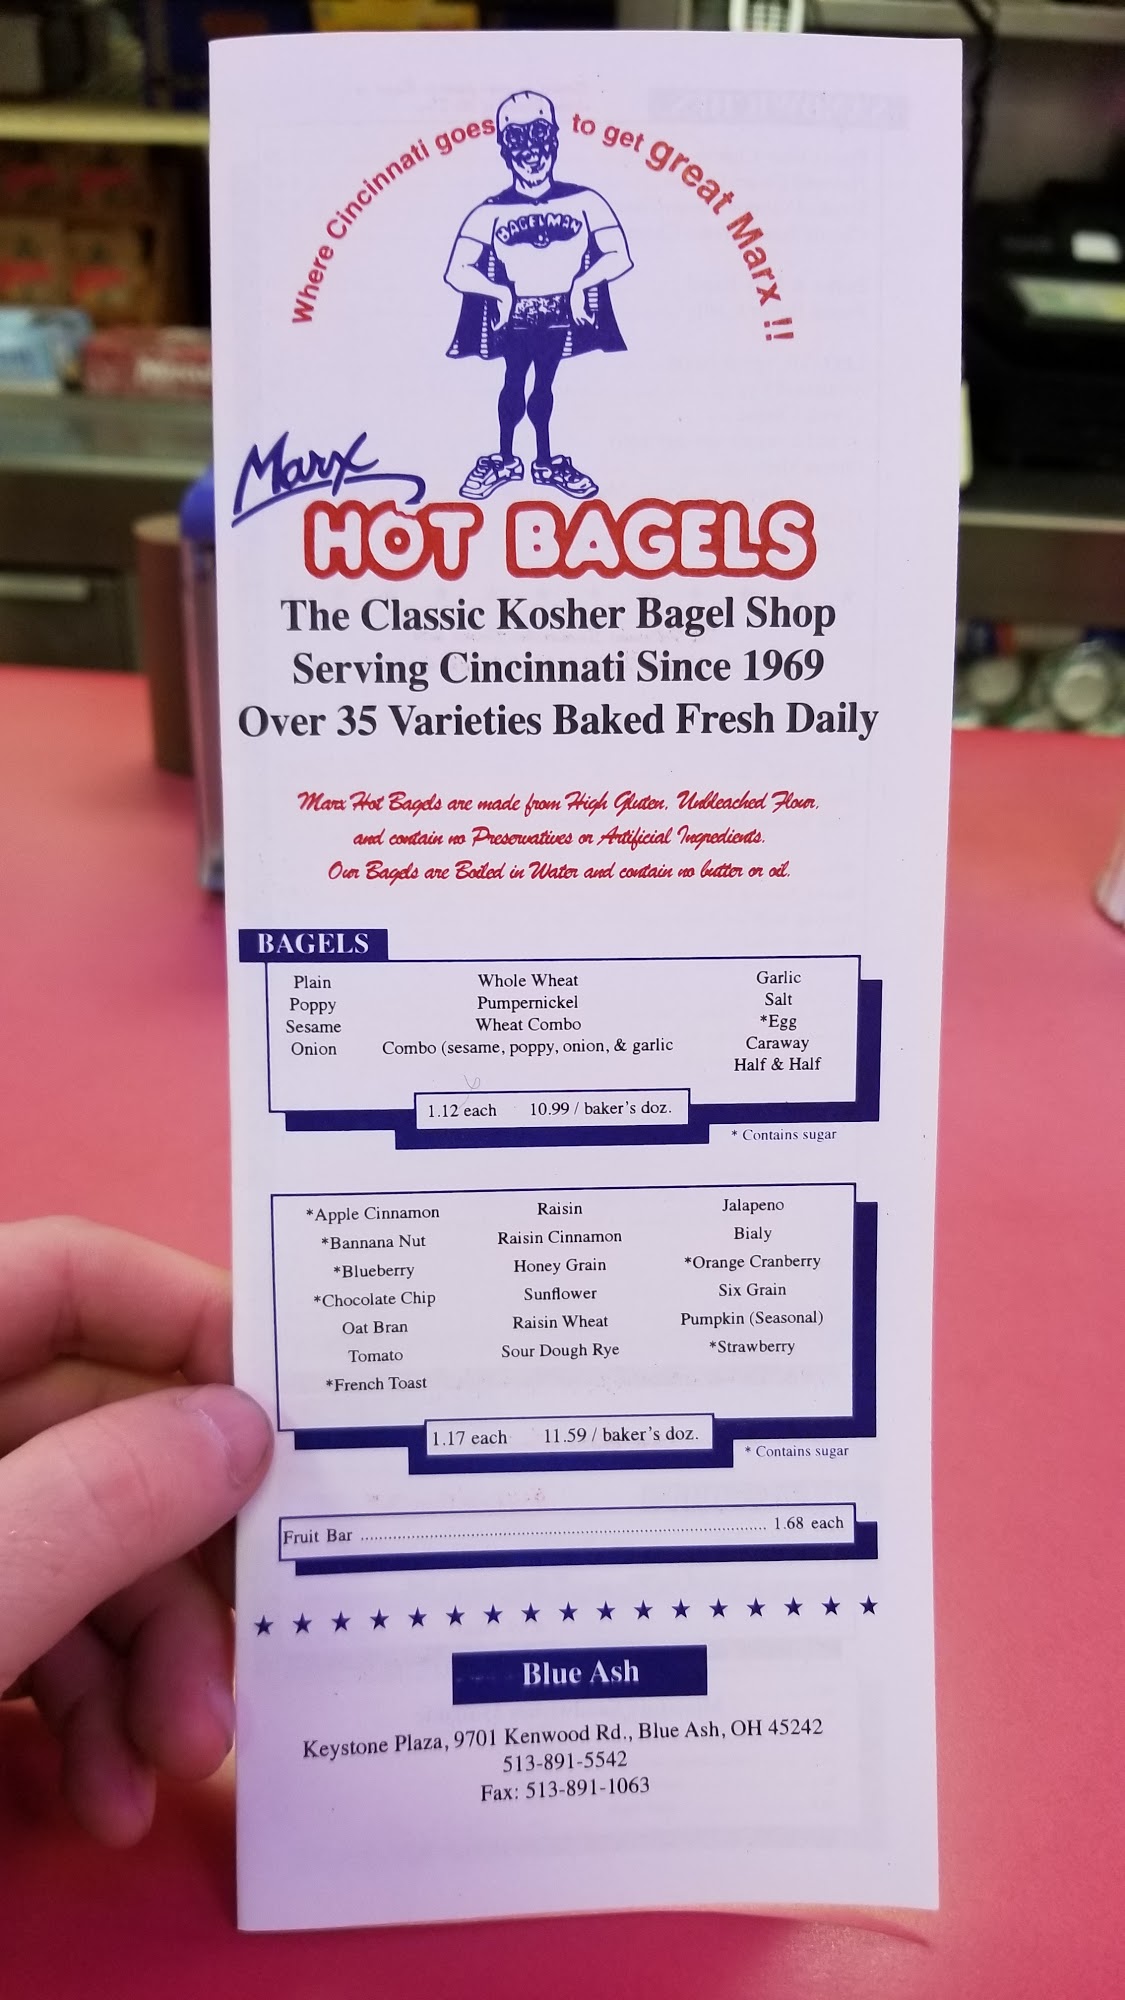 Where Cincinnati goes to get great Marx !!
BAGELMAN
Marx
HOT BAGELS
The Classic Kosher Bagel Shop
Serving Cincinnati Since 1969
Over 35 Varieties Baked Fresh Daily
Marx Hot Bagels are made from High Gluten, Unbleached Flour,
and contain no Preservatives or Artificial Ingredients.
Our Bagels are Boiled in Water and contain no butter or oil.
BAGELS
Plain
Poppy
Sesame
Onion
Whole Wheat
Pumpernickel
Wheat Combo
Combo (sesame, poppy, onion, & garlic
Garlic
Salt
*Egg
Caraway
Half & Half
1.12 each 10.99 / baker's doz.
* Contains sugar
*Apple Cinnamon
*Bannana Nut
*Blueberry
*Chocolate Chip
Oat Bran
Tomato
*French Toast
Raisin
Raisin Cinnamon
Honey Grain
Sunflower
Raisin Wheat
Sour Dough Rye
Jalapeno
Bialy
*Orange Cranberry
Six Grain
Pumpkin (Seasonal)
*Strawberry
1.17 each 11.59 / baker's doz.
* Contains sugar
Fruit Bar ........................................ 1.68 each
Blue Ash
Keystone Plaza, 9701 Kenwood Rd., Blue Ash, OH 45242
513-891-5542
Fax: 513-891-1063